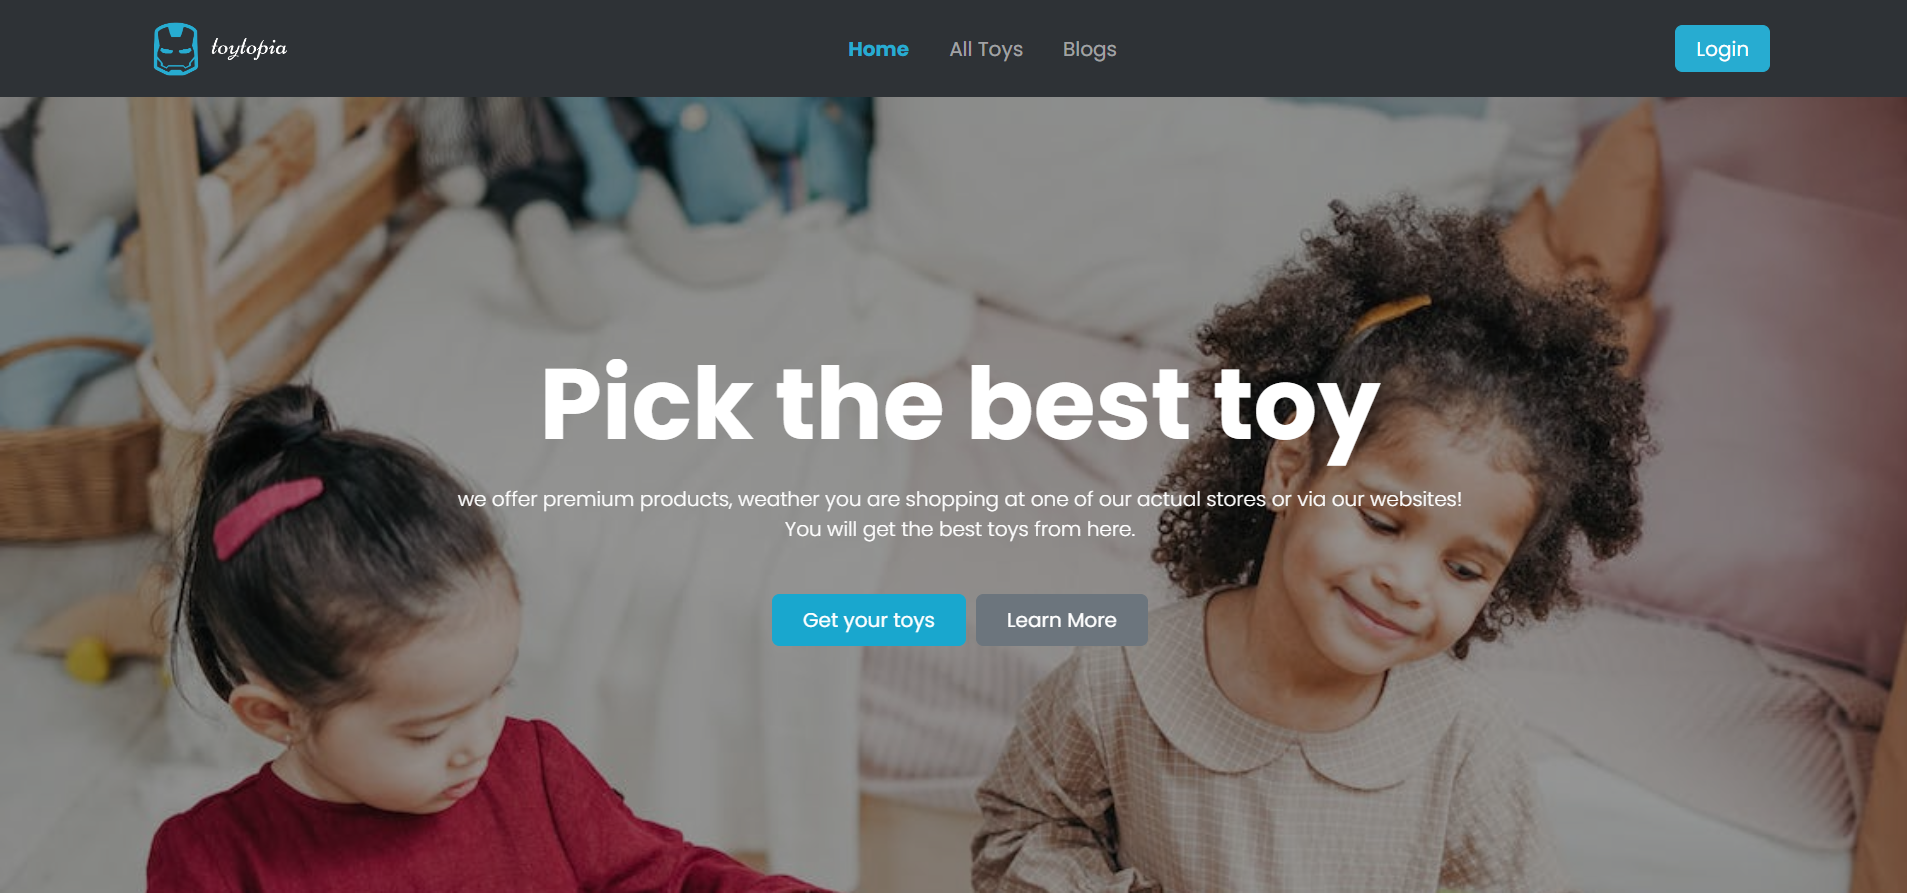 toytopia
Home
All Toys
Blogs
Login
Pick the best toy
we offer premium products, weather you are shopping at one of our actual stores or via our websites!
You will get the best toys from here.
Get your toys
Learn More